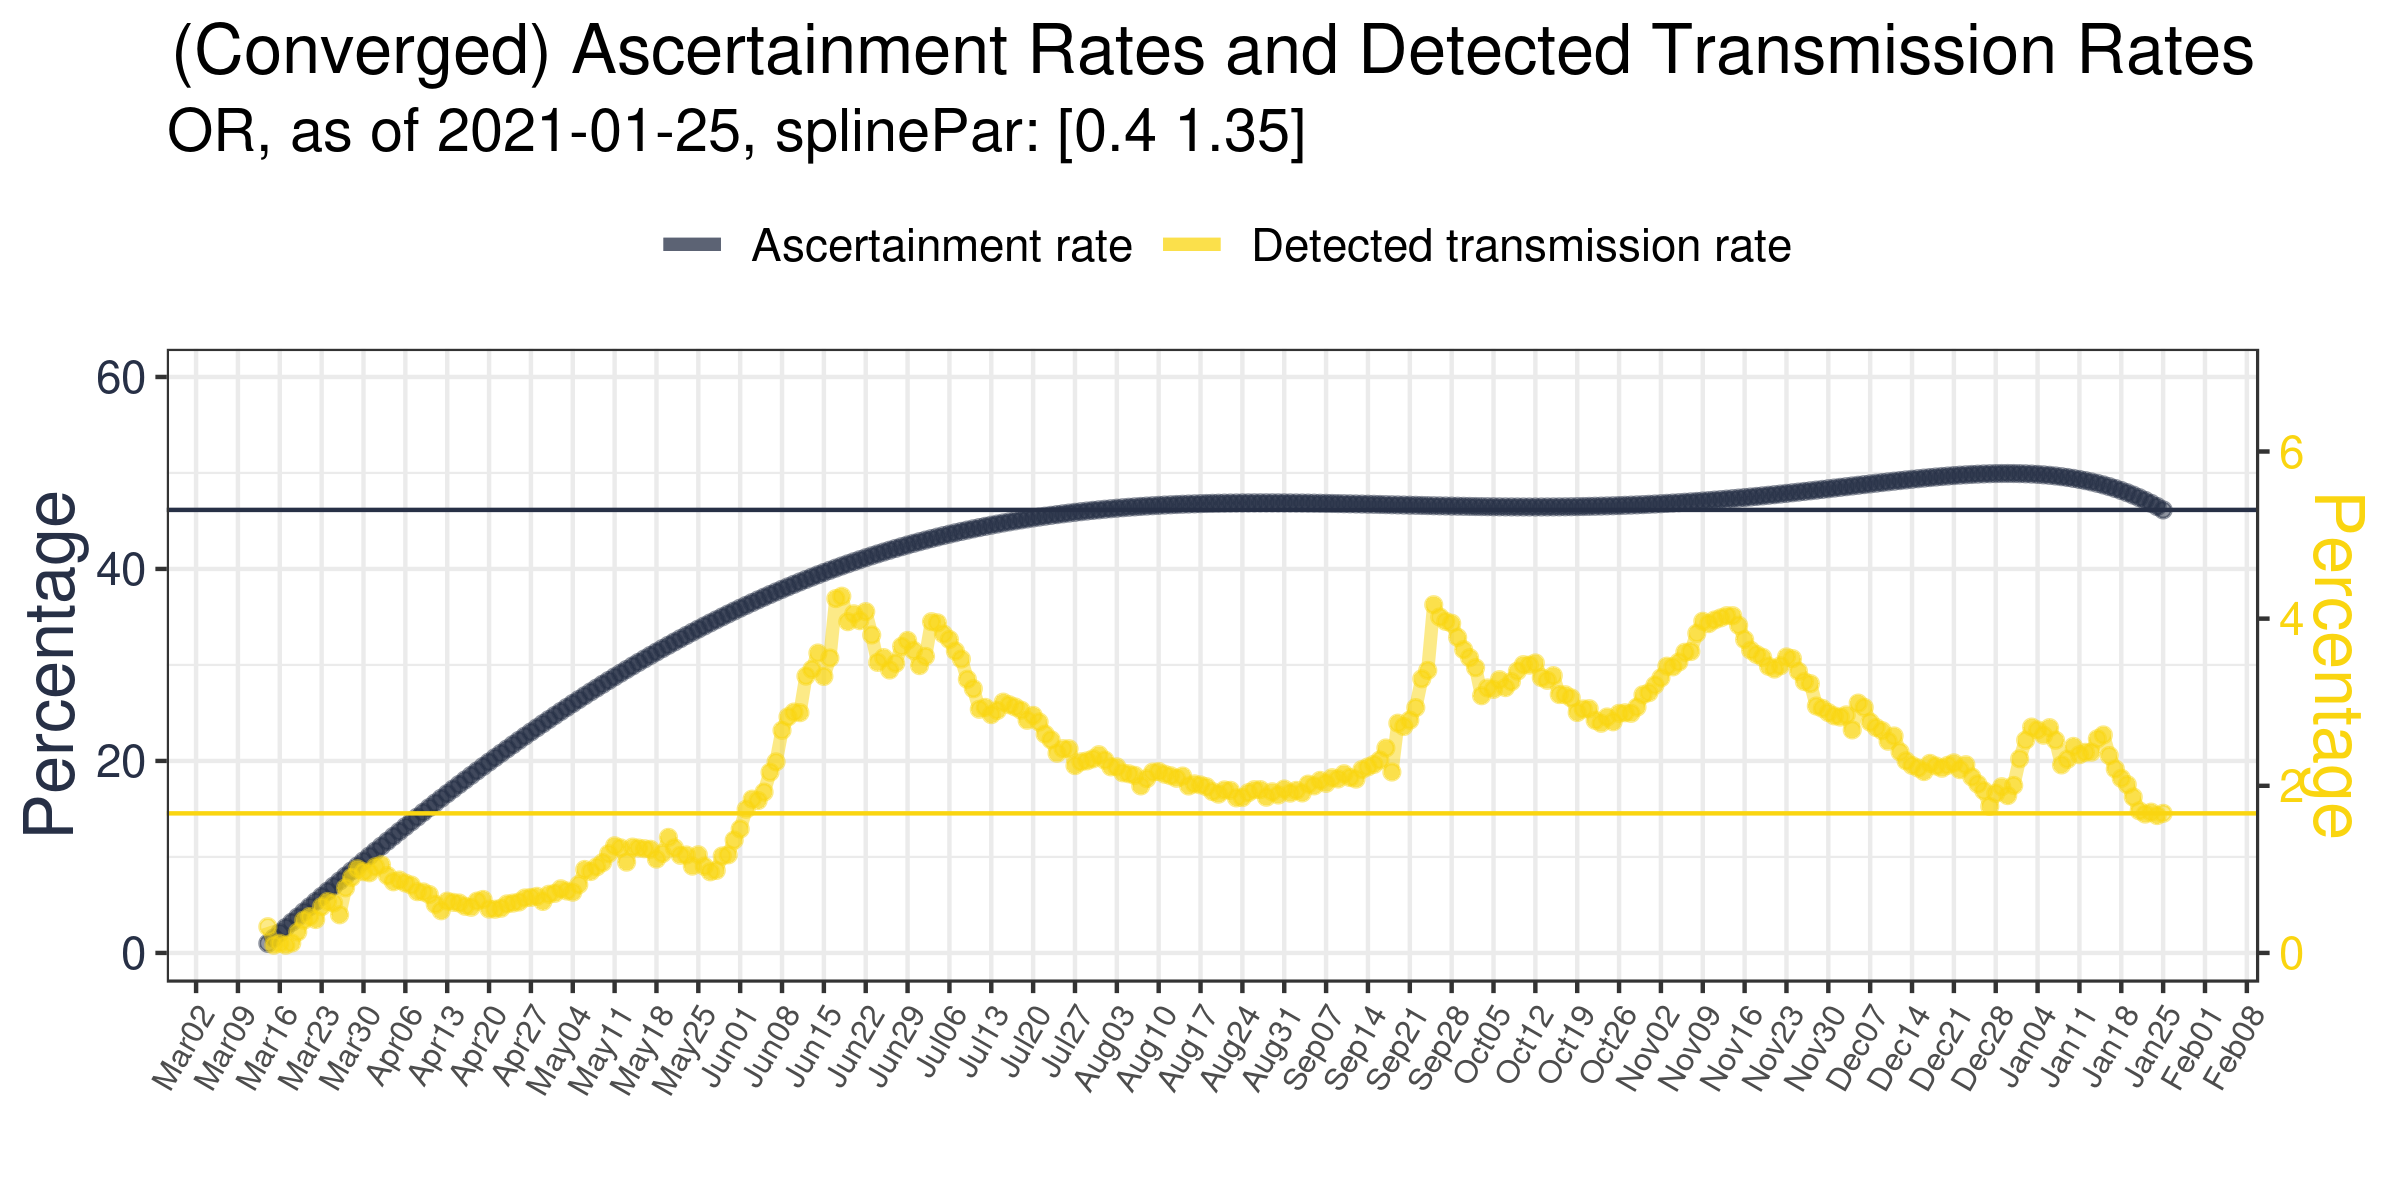 (Converged) Ascertainment Rates and Detected Transmission Rates
OR, as of 2021-01-25, splinePar: [0.4 1.35]
Ascertainment rate
Detected transmission rate
Percentage
60
40
20
0
6
4
2
0
Percentage
Mar02
Mar09
Mar16
Mar23
Mar30
Apr06
Apr13
Apr20
Apr27
May04
May11
May18
May25
Jun01
Jun08
Jun15
Jun22
Jun29
Jul06
Jul13
Jul20
Jul27
Aug03
Aug10
Aug17
Aug24
Aug31
Sep07
Sep14
Sep21
Sep28
Oct05
Oct12
Oct19
Oct26
Nov02
Nov09
Nov16
Nov23
Nov30
Dec07
Dec14
Dec21
Dec28
Jan04
Jan11
Jan18
Jan25
Feb01
Feb08